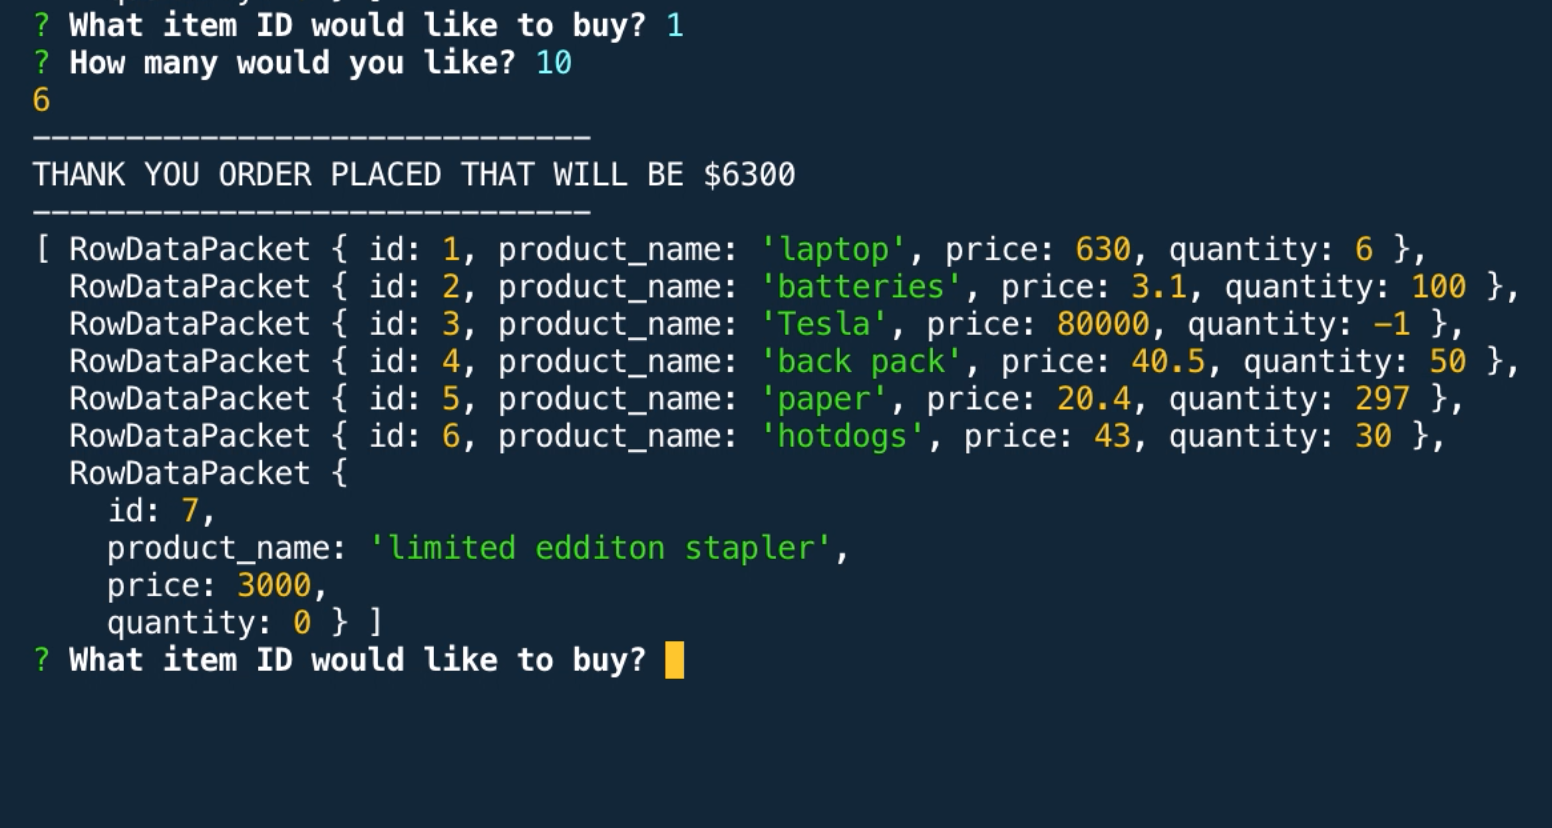 ? What item ID would like to buy? 1
? How many would you like? 10
6
------------------------------
THANK YOU ORDER PLACED THAT WILL BE $6300
------------------------------
[ RowDataPacket { id: 1, product_name: 'laptop', price: 630, quantity: 6 },
RowDataPacket { id: 2, product_name: 'batteries', price: 3.1, quantity: 100 },
RowDataPacket { id: 3, product_name: 'Tesla', price: 80000, quantity: -1 },
RowDataPacket { id: 4, product_name: 'back pack', price: 40.5, quantity: 50 },
RowDataPacket { id: 5, product_name: 'paper', price: 20.4, quantity: 297 },
RowDataPacket { id: 6, product_name: 'hotdogs', price: 43, quantity: 30 },
RowDataPacket {
id: 7,
product_name: 'limited edditon stapler',
price: 3000,
quantity: 0 } ]
? What item ID would like to buy?